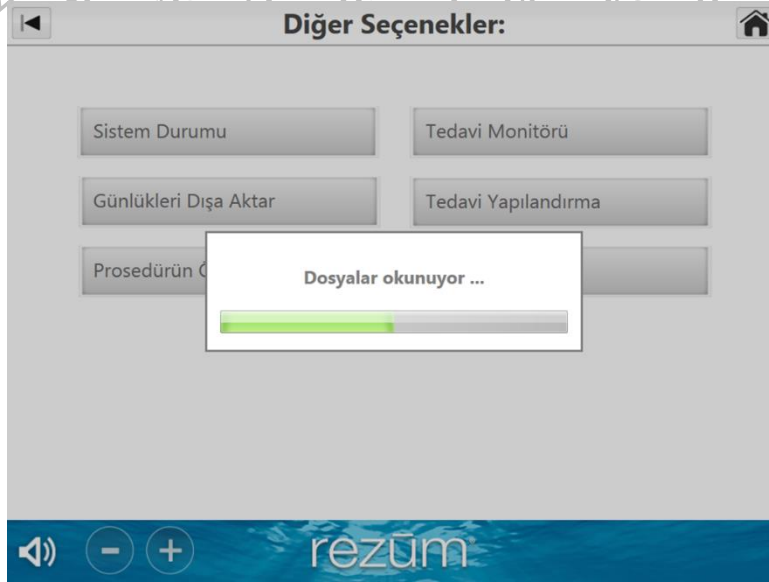 Diğer Seçenekler:
Sistem Durumu
Tedavi Monitörü
Günlükleri Dışa Aktar
Tedavi Yapılandırma
Prosedürün
Dosyalar okunuyor ...
rezūm